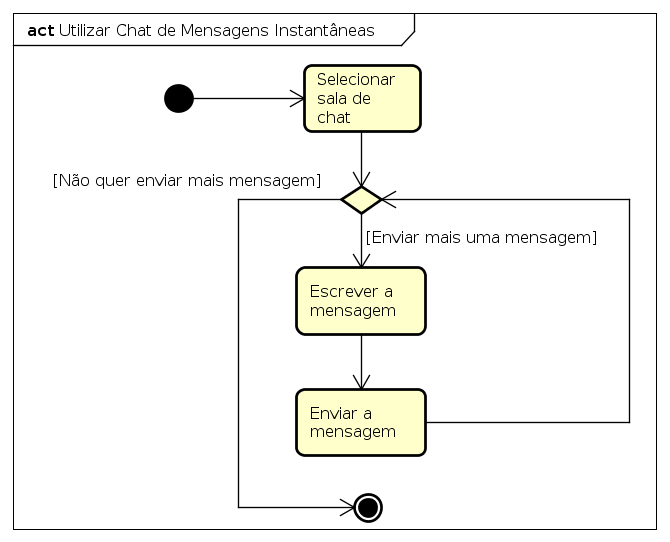 act Utilizar Chat de Mensagens Instantâneas
Selecionar
sala de
chat
[Não quer enviar mais mensagem]
[Enviar mais uma mensagem]
Escrever a
mensagem
Enviar a
mensagem